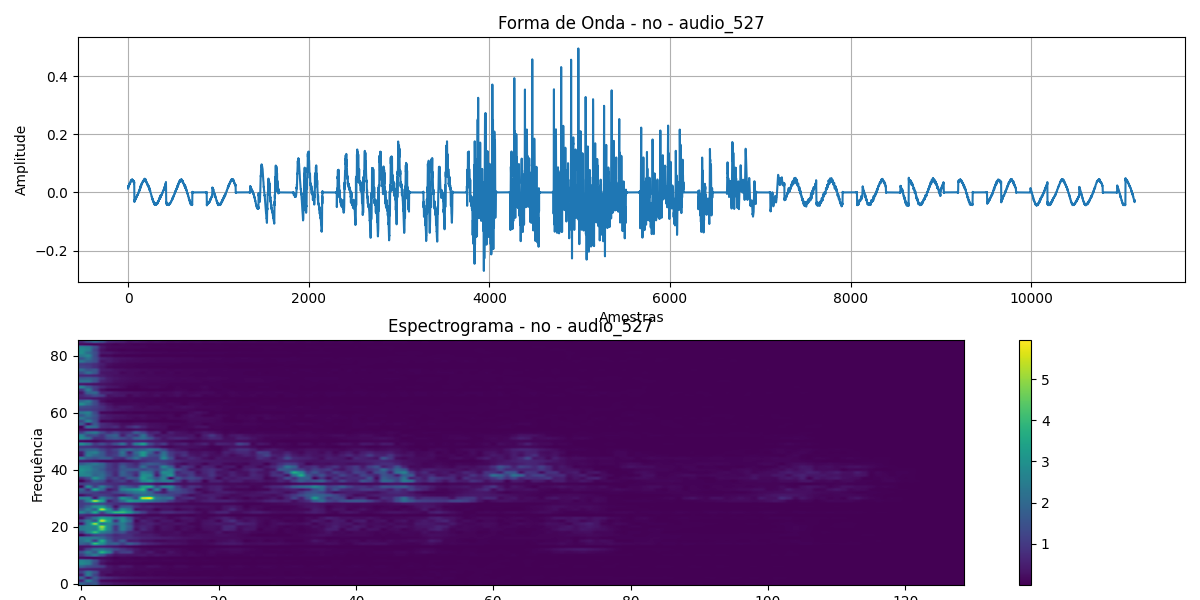 Forma de Onda - no - audio_527
Amplitude
0.4
0.2
0.0
−0.2
0 2000 4000 6000 8000 10000
Amostras
Espectrograma - no - audio_527
Frequência
80
60
40
20
0
0 20 40 60 80 100 120
5
4
3
2
1